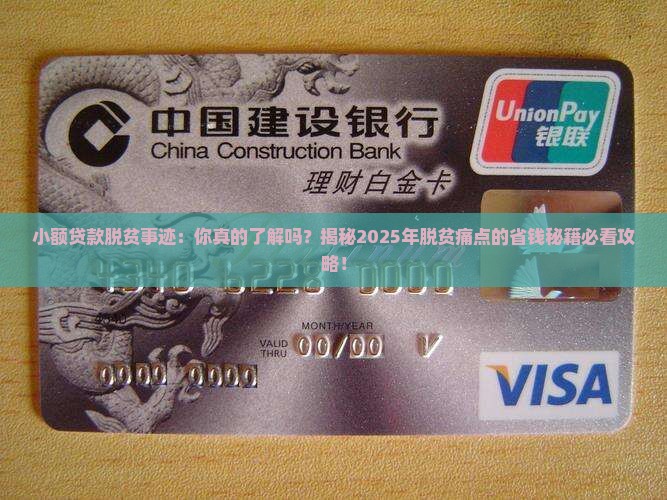 中国建设银行
China Construction Bank
UnionPay
银联
理财白金卡
小额贷款脱贫事迹：你真的了解吗？揭秘2025年脱贫痛点的省钱秘籍必看攻
略！
MONTH/YEAR
VALID
THRU
00/00 V
0000 0000
VISA